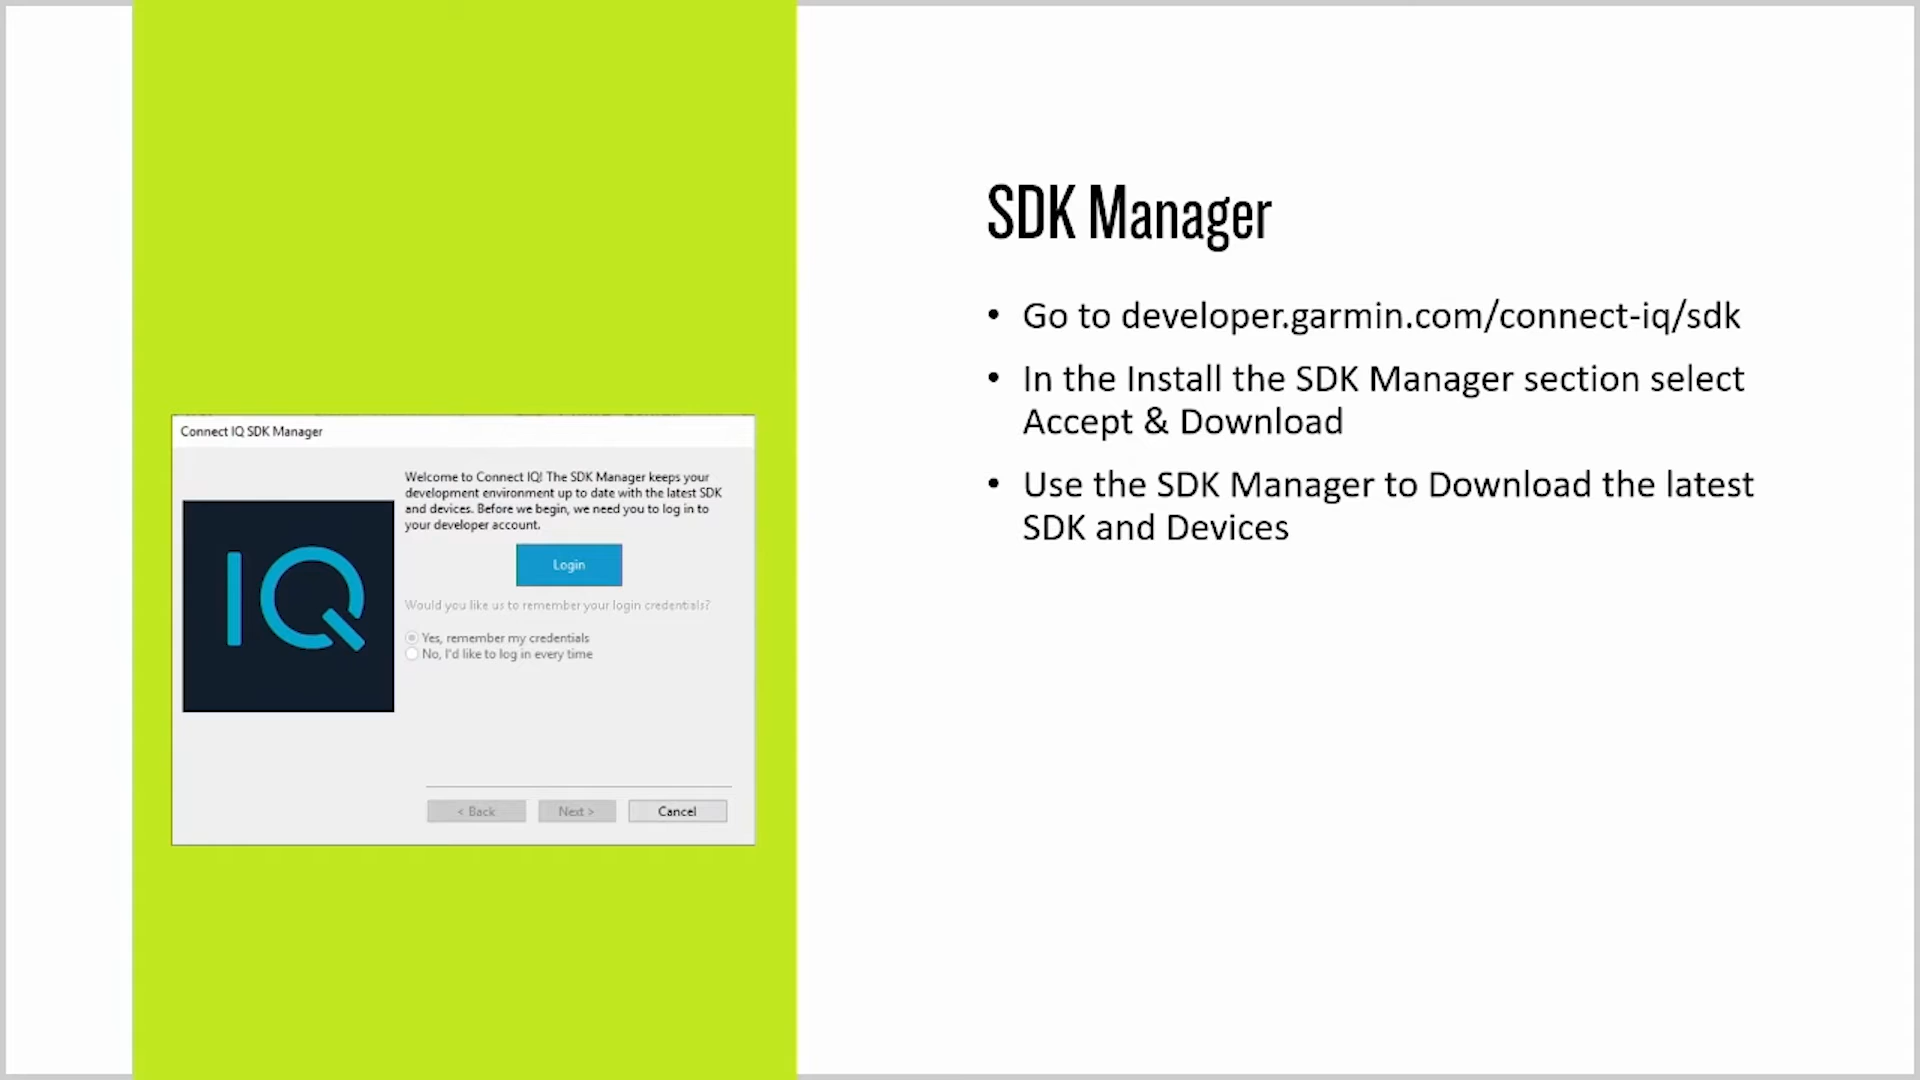 Connect IQ SDK Manager
Welcome to Connect IQ! The SDK Manager keeps your
development environment up to date with the latest SDK
and devices. Before we begin, we need you to log in to
your developer account.
IQ
Login
Would you like us to remember your login credentials?
Yes, remember my credentials
No, I'd like to log in every time
< Back
Next >
Cancel
SDK Manager
• Go to developer.garmin.com/connect-iq/sdk
• In the Install the SDK Manager section select
Accept & Download
• Use the SDK Manager to Download the latest
SDK and Devices